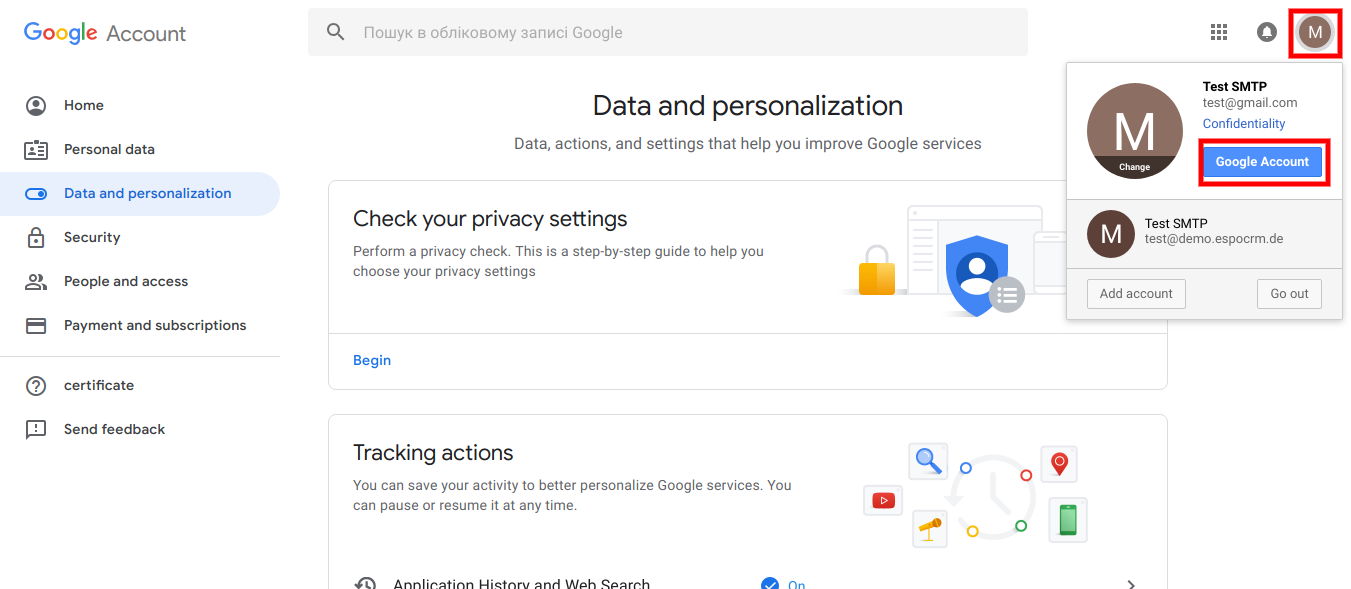 Google Account
Пошук в обліковому записі Google
M
Home
Personal data
Data and personalization
Security
People and access
Payment and subscriptions
certificate
Send feedback
Data and personalization
Data, actions, and settings that help you improve Google services
Check your privacy settings
Perform a privacy check. This is a step-by-step guide to help you
choose your privacy settings
Begin
Tracking actions
You can save your activity to better personalize Google services. You
can pause or resume it at any time.
Application History and Web Search
On
M
Change
Test SMTP
test@gmail.com
Confidentiality
Google Account
M
Test SMTP
test@demo.espocrm.de
Add account
Go out